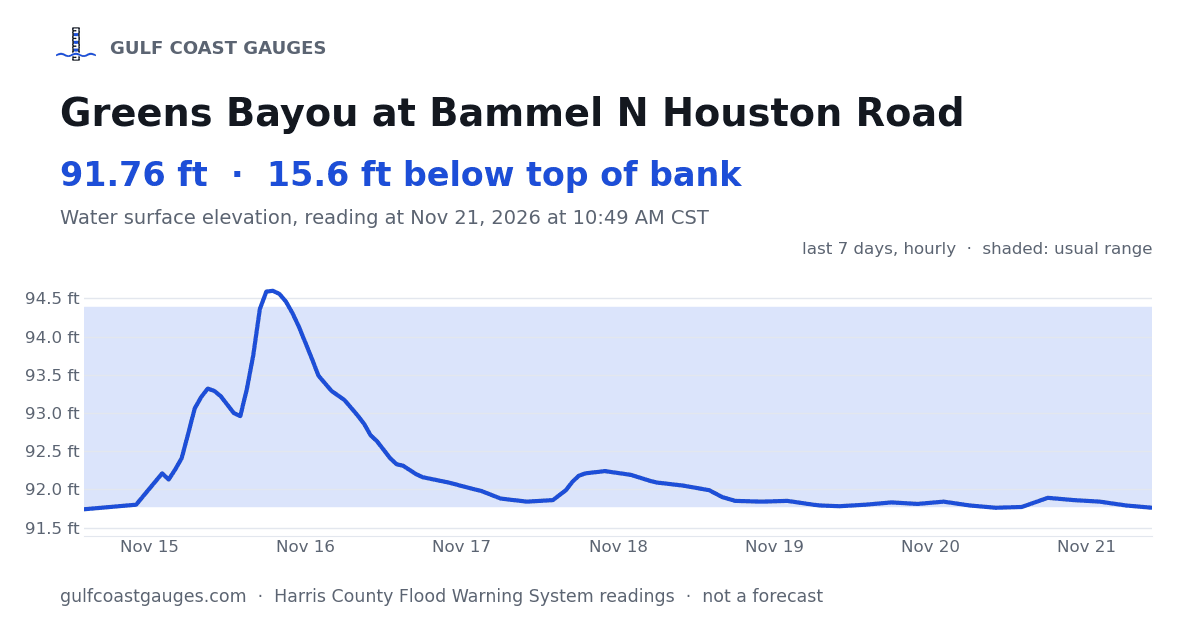 GULF COAST GAUGES
Greens Bayou at Bammel N Houston Road
91.76 ft · 15.6 ft below top of bank
Water surface elevation, reading at Nov 21, 2026 at 10:49 AM CST
last 7 days, hourly · shaded: usual range
94.5 ft
94.0 ft
93.5 ft
93.0 ft
92.5 ft
92.0 ft
91.5 ft
Nov 15 Nov 16 Nov 17 Nov 18 Nov 19 Nov 20 Nov 21
gulfcoastgauges.com · Harris County Flood Warning System readings · not a forecast